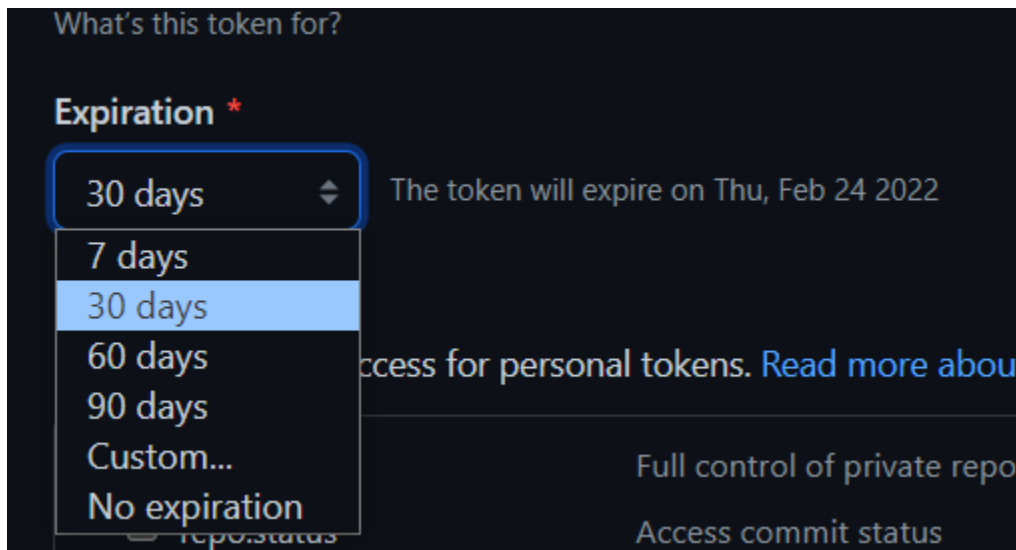 What's this token for?
Expiration *
30 days
The token will expire on Thu, Feb 24 2022
7 days
30 days
60 days
90 days
Custom...
No expiration
ccess for personal tokens. Read more abou
Full control of private repo
repo:status
Access commit status